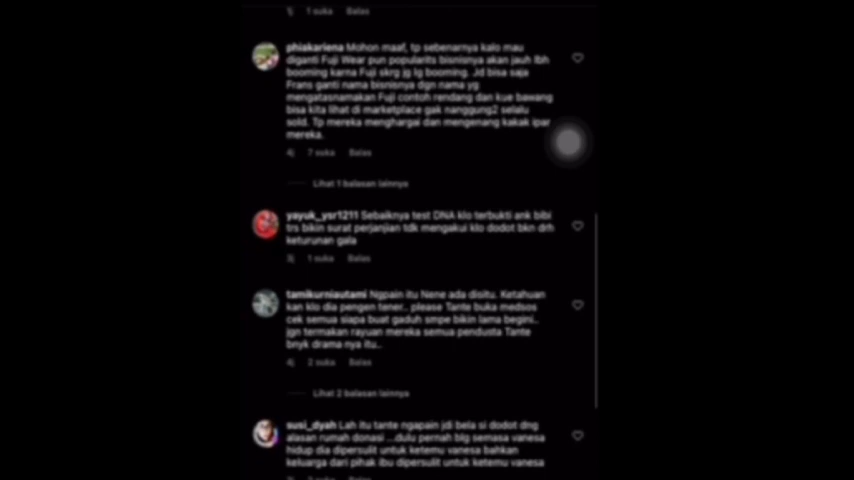 1 suka Balas
phiakariena Mohon maaf, tp sebenarnya kalo mau
diganti Fuji Wear pun popularits bisnisnya akan jauh lbh
booming karna Fuji skrg jg lg booming. Jd bisa saja
Frans ganti nama bisnisnya dgn nama yg
mengatasnamakan Fuji contoh rendang dan kue bawang
bisa kita lihat di marketplace gak nanggung2 selalu
sold. Tp mereka menghargai dan mengenang kakak ipar
mereka.
4j 7 suka Balas
Lihat 1 balasan lainnya
yayuk_ysr1211 Sebaiknya test DNA klo terbukti ank bibi
trs bikin surat perjanjian tdk mengakui klo dodot bkn drh
keturunan gala
3j 1 suka Balas
tamikurniautami Ngpain itu Nene ada disitu. Ketahuan
kan klo dia pengen tener.. please Tante buka medsos
cek semua siapa buat gaduh smpe bikin lama begini..
jgn termakan rayuan mereka semua pendusta Tante
bnyk drama nya itu..
4j 2 suka Balas
Lihat 2 balasan lainnya
susi_dyah Lah itu tante ngapain jdi bela si dodot dng
alasan rumah donasi ...dulu pernah blg semasa vanesa
hidup dia dipersulit untuk ketemu vanesa bahkan
keluarga dari pihak ibu dipersulit untuk ketemu vanesa